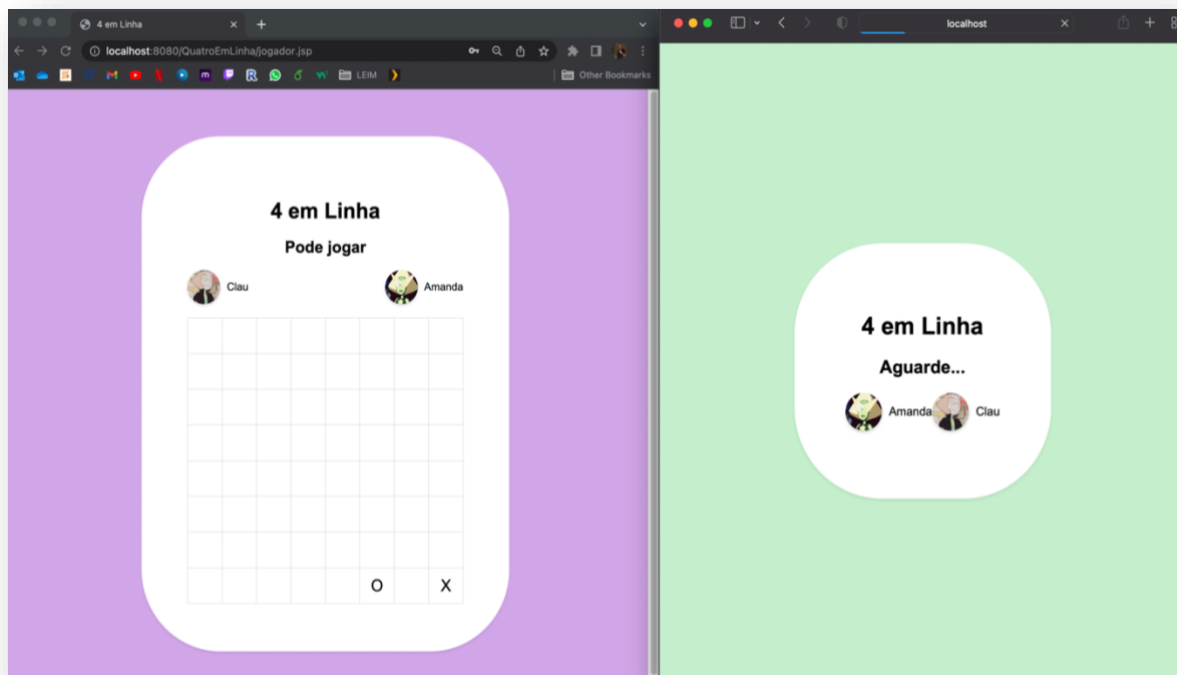 4 em Linha
localhost:8080/QuatroEmLinha/jogador.jsp
LEIM
Other Bookmarks
4 em Linha
Pode jogar
Clau
Amanda
O
X
localhost
4 em Linha
Aguarde...
Amanda
Clau